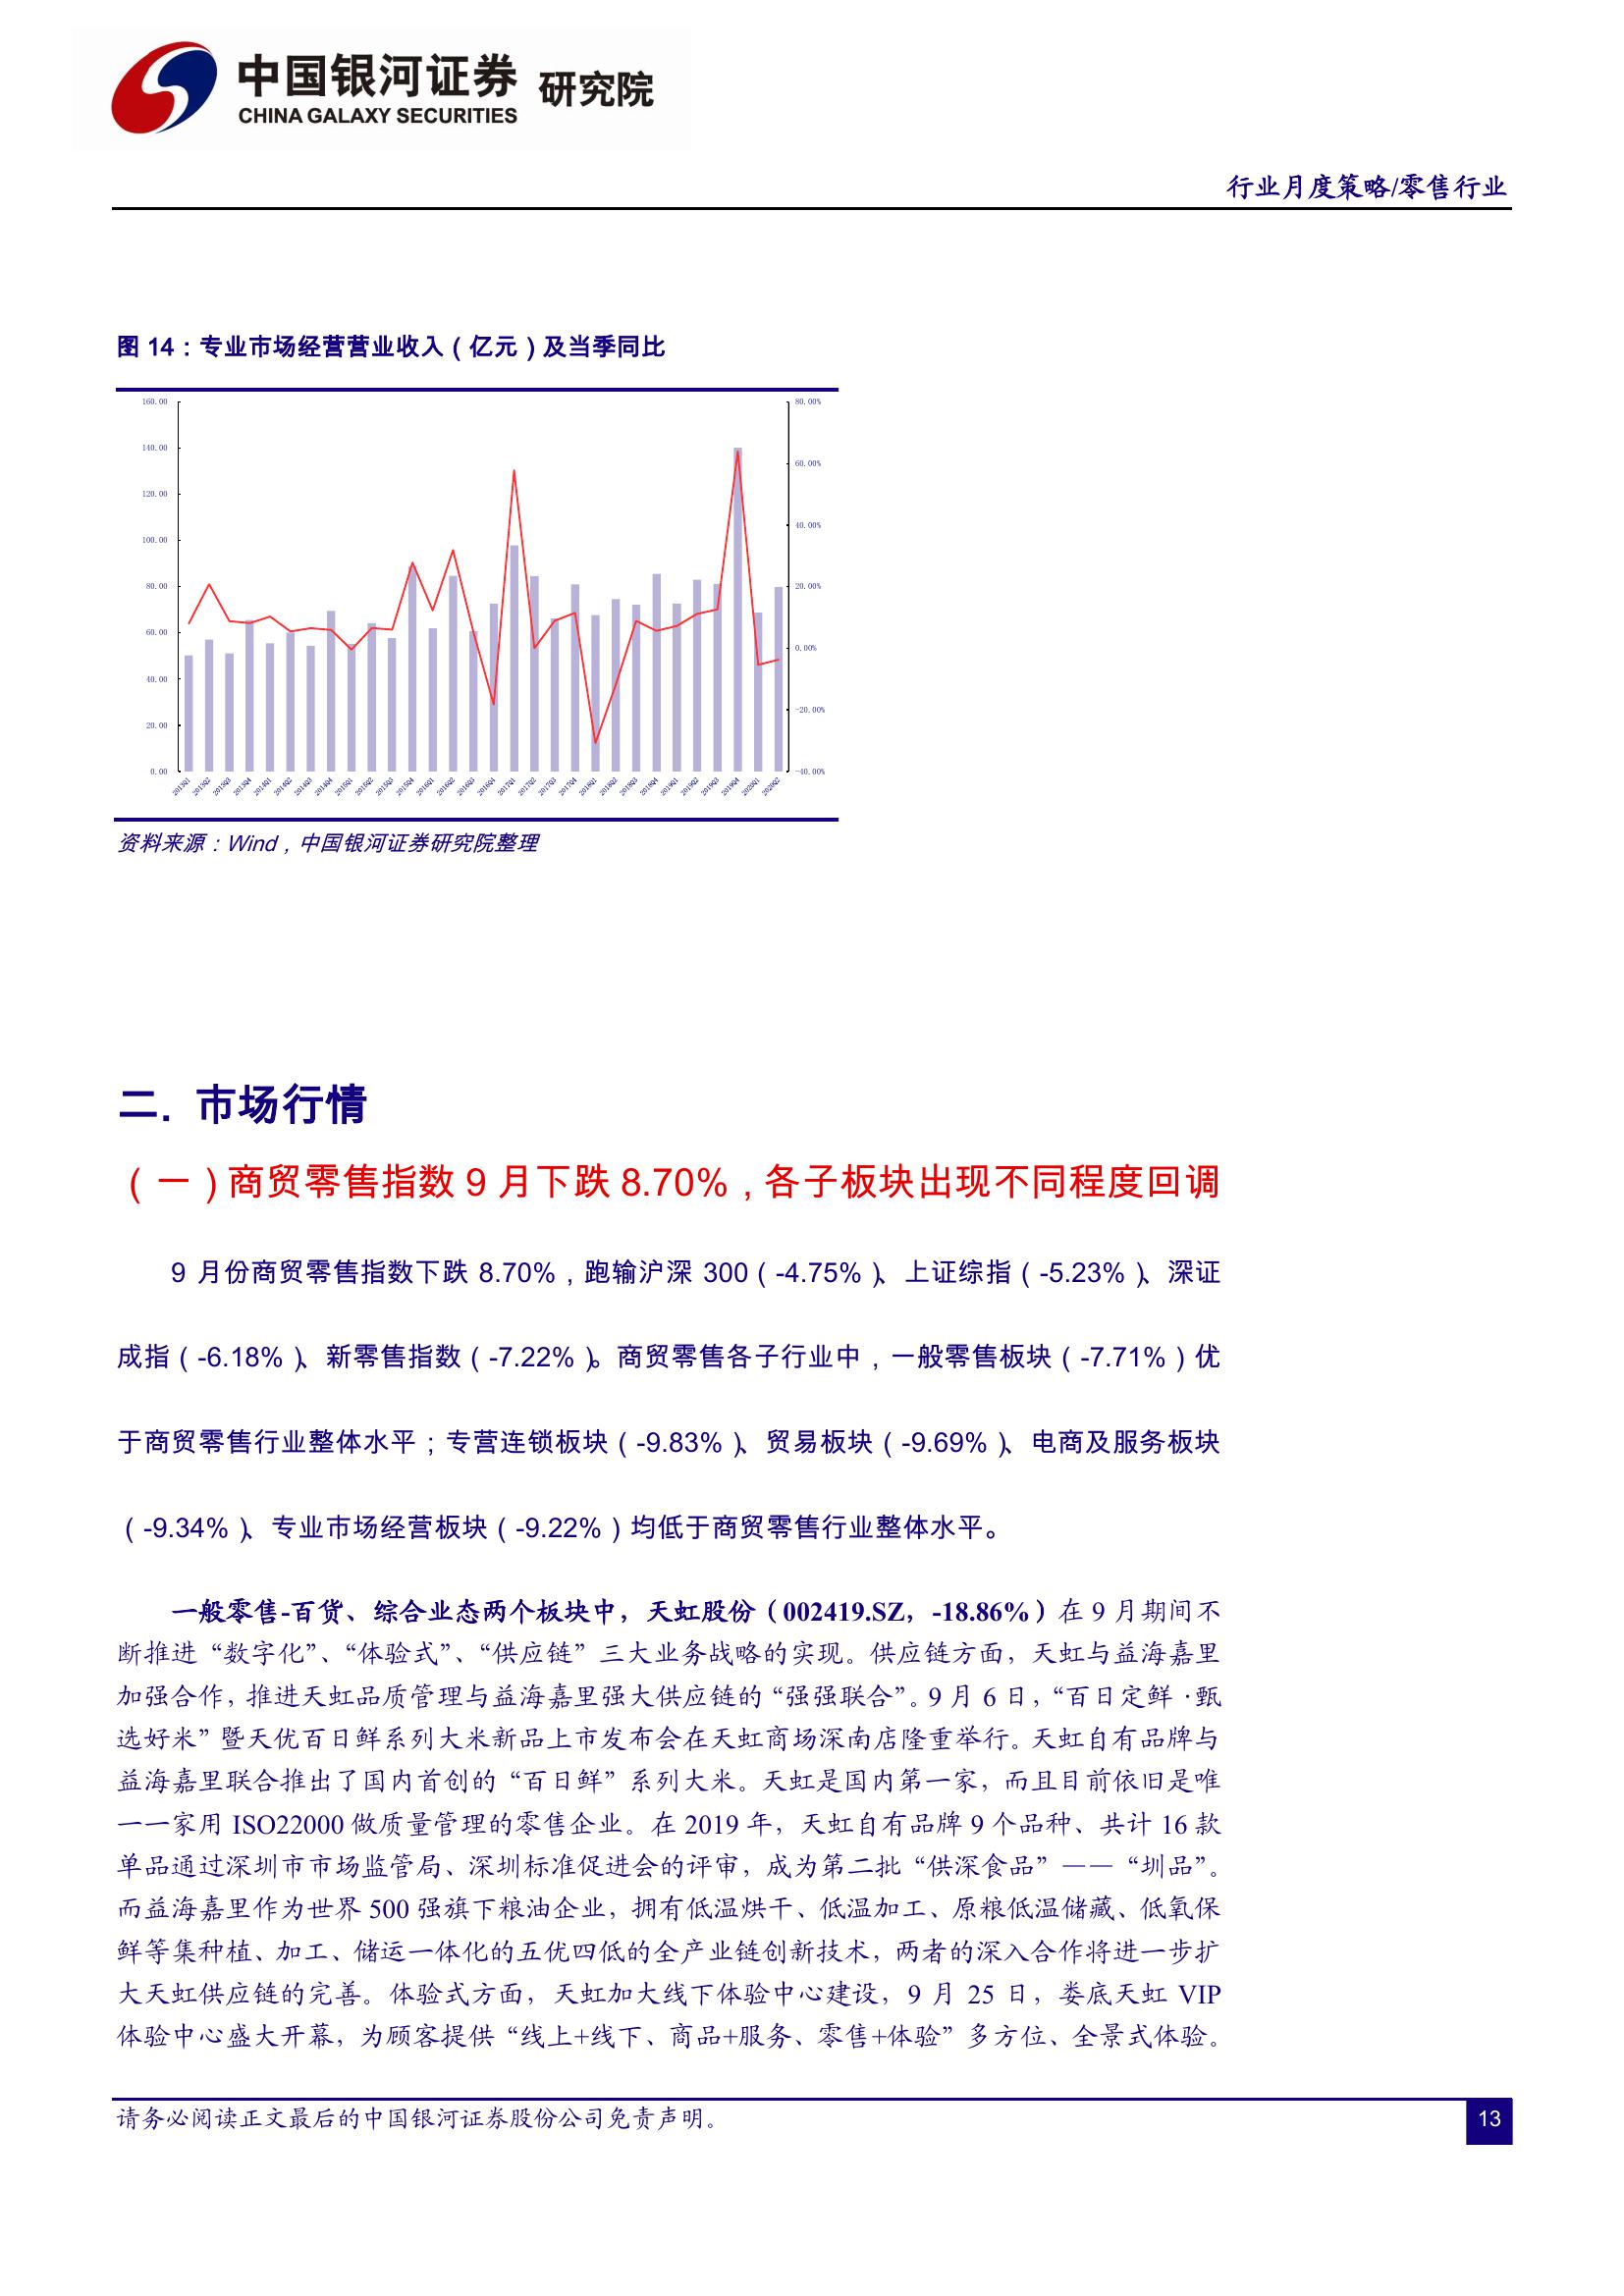 中国银河证券 研究院
CHINA GALAXY SECURITIES
行业月度策略/零售行业
图 14：专业市场经营营业收入（亿元）及当季同比
160.00
140.00
120.00
100.00
80.00
60.00
40.00
20.00
0.00
80.00%
60.00%
40.00%
20.00%
0.00%
-20.00%
-40.00%
2013Q1 2013Q2 2013Q3 2013Q4 2014Q1 2014Q2 2014Q3 2014Q4 2015Q1 2015Q2 2015Q3 2015Q4 2016Q1 2016Q2 2016Q3 2016Q4 2017Q1 2017Q2 2017Q3 2017Q4 2018Q1 2018Q2 2018Q3 2018Q4 2019Q1 2019Q2 2019Q3 2019Q4 2020Q1 2020Q2
资料来源：Wind，中国银河证券研究院整理
二. 市场行情
（一）商贸零售指数 9 月下跌 8.70%，各子板块出现不同程度回调
9 月份商贸零售指数下跌 8.70%，跑输沪深 300（-4.75%）、上证综指（-5.23%）、深证
成指（-6.18%）、新零售指数（-7.22%）。商贸零售各子行业中，一般零售板块（-7.71%）优
于商贸零售行业整体水平；专营连锁板块（-9.83%）、贸易板块（-9.69%）、电商及服务板块
（-9.34%）、专业市场经营板块（-9.22%）均低于商贸零售行业整体水平。
一般零售-百货、综合业态两个板块中，天虹股份（002419.SZ，-18.86%）在 9 月期间不
断推进“数字化”、“体验式”、“供应链”三大业务战略的实现。供应链方面，天虹与益海嘉里
加强合作，推进天虹品质管理与益海嘉里强大供应链的“强强联合”。9 月 6 日，“百日定鲜·甄
选好米”暨天优百日鲜系列大米新品上市发布会在天虹商场深南店隆重举行。天虹自有品牌与
益海嘉里联合推出了国内首创的“百日鲜”系列大米。天虹是国内第一家，而且目前依旧是唯
一一家用 ISO22000 做质量管理的零售企业。在 2019 年，天虹自有品牌 9 个品种、共计 16 款
单品通过深圳市市场监管局、深圳标准促进会的评审，成为第二批“供深食品”——“圳品”。
而益海嘉里作为世界 500 强旗下粮油企业，拥有低温烘干、低温加工、原粮低温储藏、低氧保
鲜等集种植、加工、储运一体化的五优四低的全产业链创新技术，两者的深入合作将进一步扩
大天虹供应链的完善。体验式方面，天虹加大线下体验中心建设，9 月 25 日，娄底天虹 VIP
体验中心盛大开幕，为顾客提供“线上+线下、商品+服务、零售+体验”多方位、全景式体验。
请务必阅读正文最后的中国银河证券股份公司免责声明。
13